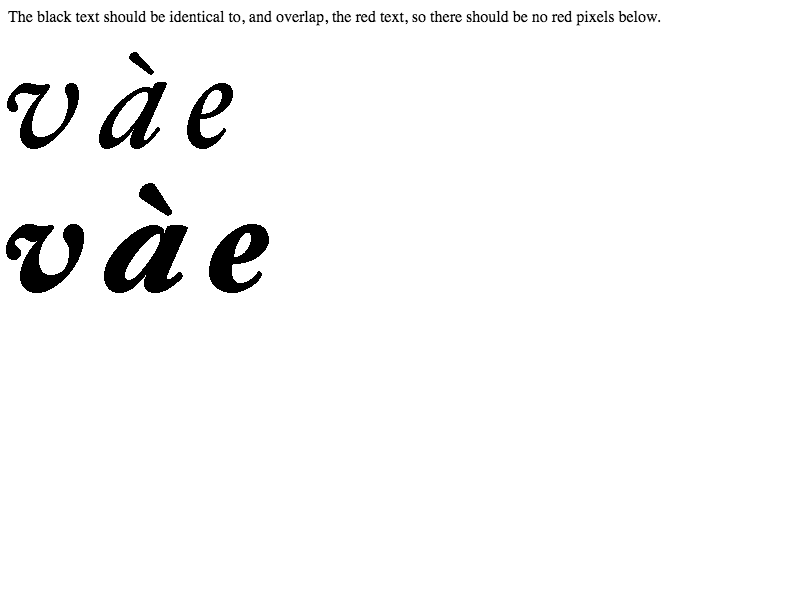 The black text should be identical to, and overlap, the red text, so there should be no red pixels below.
v à e
v à e